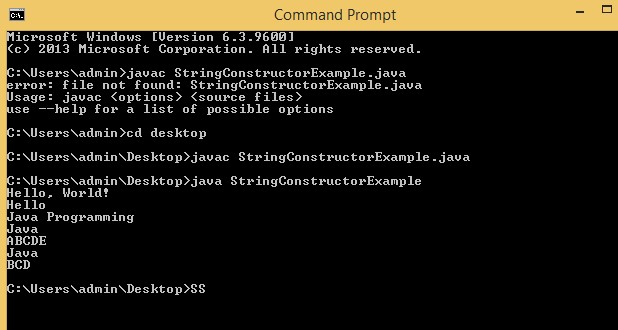 Command Prompt
Microsoft Windows [Version 6.3.9600]
(c) 2013 Microsoft Corporation. All rights reserved.
C:\Users\admin>javac StringConstructorExample.java
error: file not found: StringConstructorExample.java
Usage: javac <options> <source files>
use --help for a list of possible options
C:\Users\admin>cd desktop
C:\Users\admin\Desktop>javac StringConstructorExample.java
C:\Users\admin\Desktop>java StringConstructorExample
Hello, World!
Hello
Java Programming
Java
ABCDE
Java
BCD
C:\Users\admin\Desktop>SS